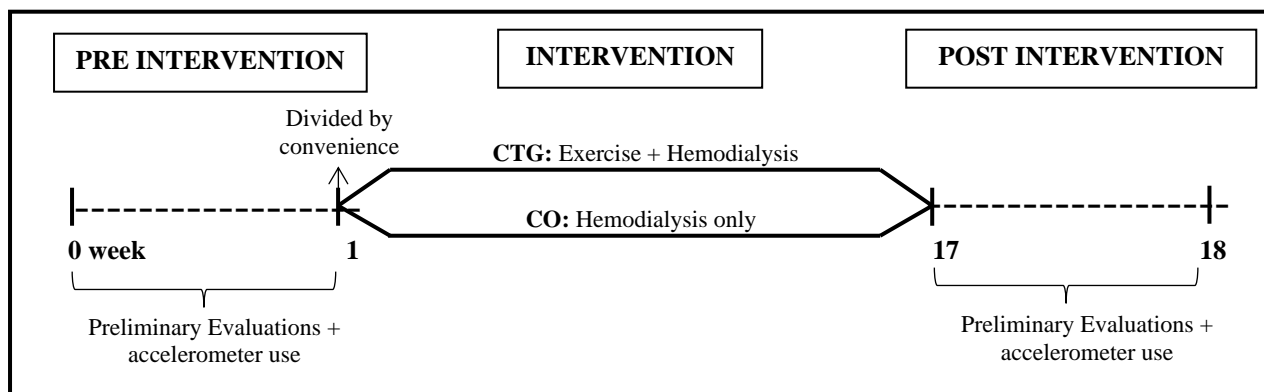 PRE INTERVENTION
INTERVENTION
POST INTERVENTION
Divided by
convenience
CTG: Exercise + Hemodialysis
CO: Hemodialysis only
0 week
1
17
18
Preliminary Evaluations +
accelerometer use
Preliminary Evaluations +
accelerometer use